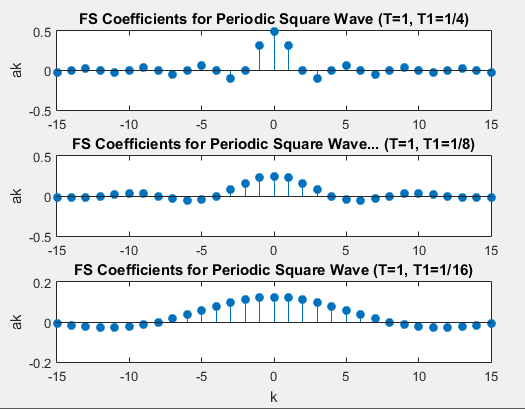 FS Coefficients for Periodic Square Wave (T=1, T1=1/4)
0.5
ak
0
-0.5
-15 -10 -5 0 5 10 15
FS Coefficients for Periodic Square Wave... (T=1, T1=1/8)
0.5
ak
0
-0.5
-15 -10 -5 0 5 10 15
FS Coefficients for Periodic Square Wave (T=1, T1=1/16)
0.2
ak
0
-0.2
-15 -10 -5 0 5 10 15
k